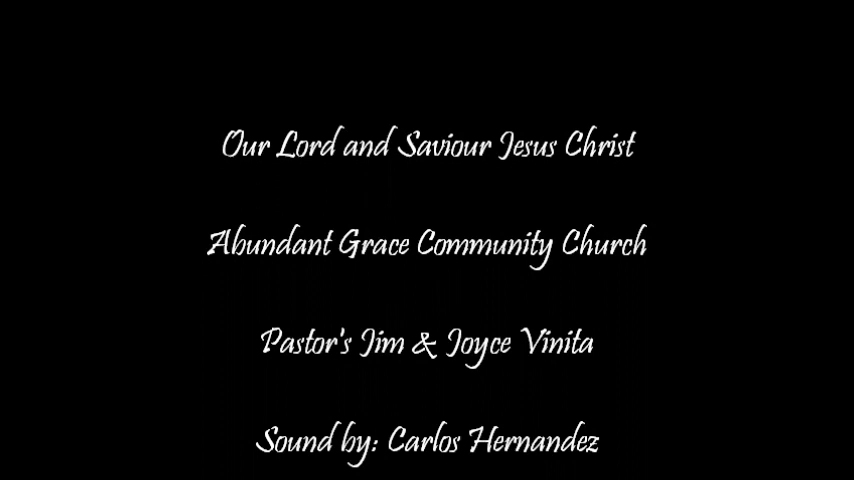 Our Lord and Saviour Jesus Christ
Abundant Grace Community Church
Pastor's Jim & Joyce Vinita
Sound by: Carlos Hernandez